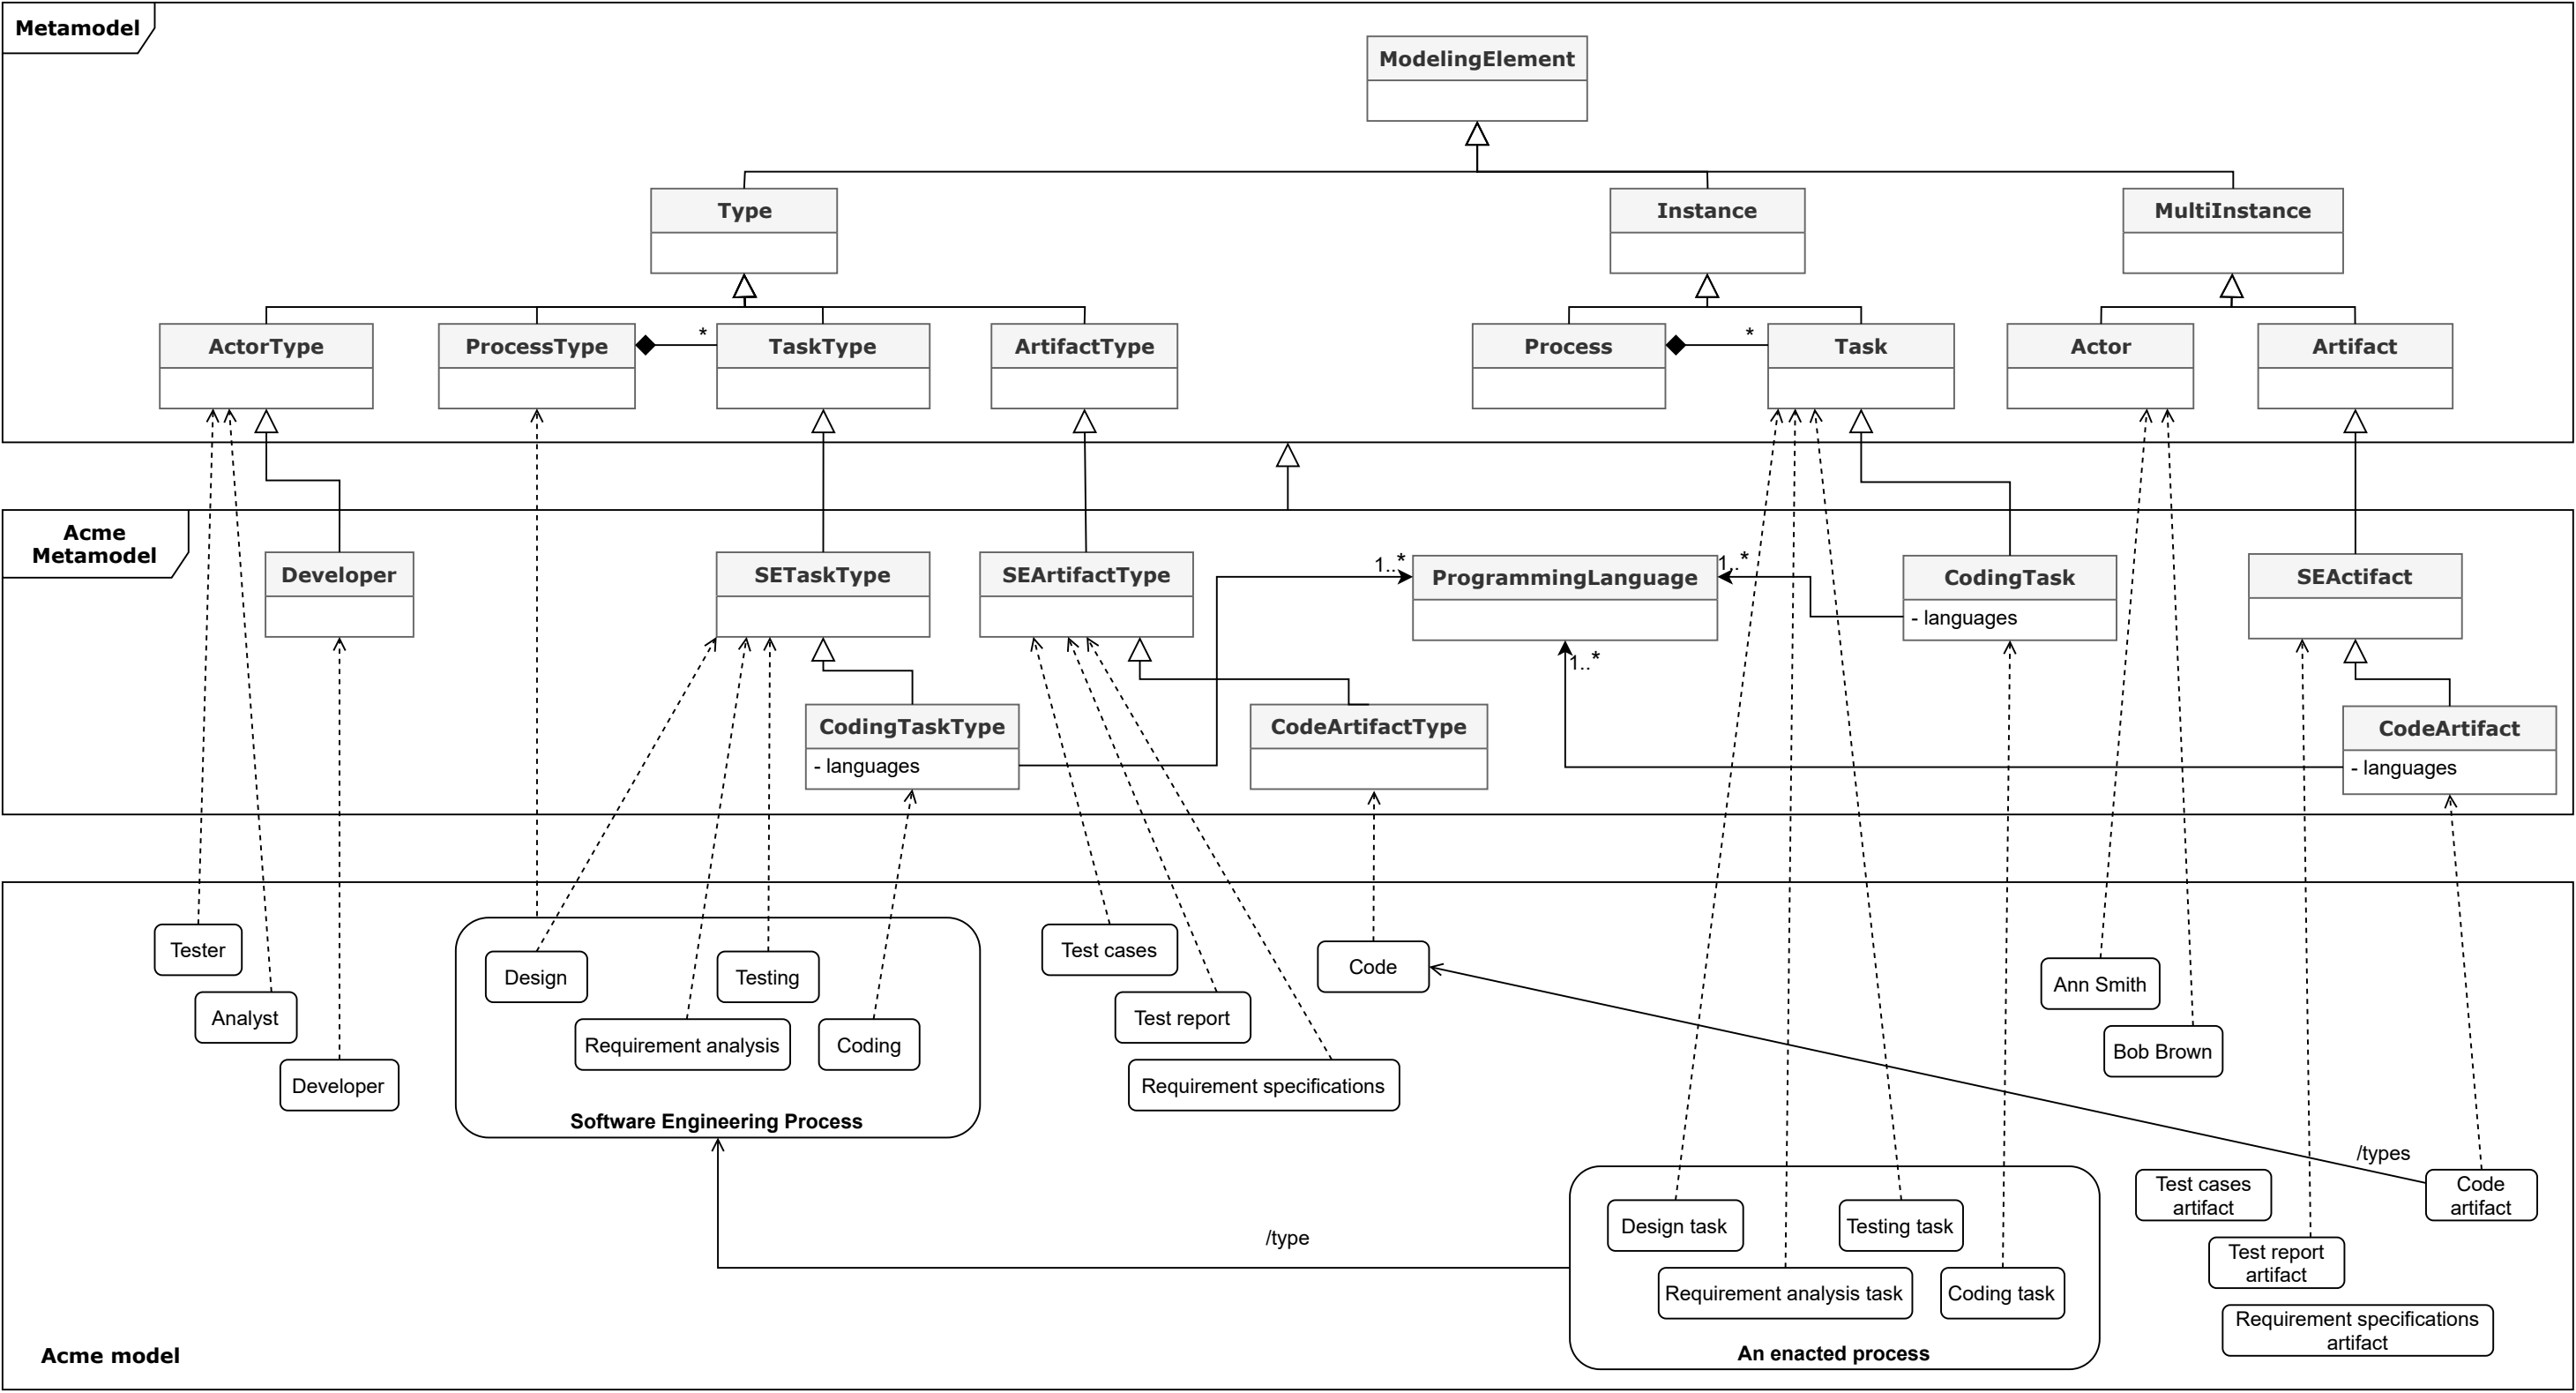 Metamodel
ModelingElement
Type
Instance
MultiInstance
ActorType
ProcessType
*
TaskType
ArtifactType
Process
*
Task
Actor
Artifact
Acme
Metamodel
Developer
SETaskType
SEArtifactType
1..*
ProgrammingLanguage
1..*
CodingTask
- languages
SEActifact
1..*
CodingTaskType
- languages
CodeArtifactType
CodeArtifact
- languages
Tester
Analyst
Developer
Design
Testing
Requirement analysis
Coding
Software Engineering Process
Test cases
Test report
Requirement specifications
Code
Ann Smith
Bob Brown
/types
/type
Design task
Testing task
Requirement analysis task
Coding task
An enacted process
Test cases
artifact
Code
artifact
Test report
artifact
Requirement specifications
artifact
Acme model